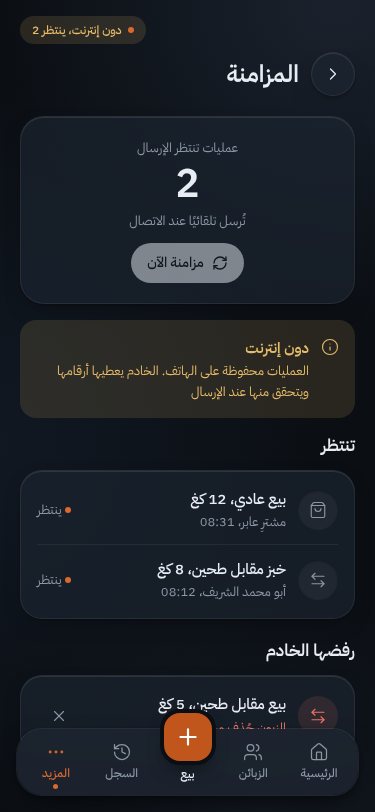 دون إنترنت، ينتظر 2
المزامنة
عمليات تنتظر الإرسال
2
تُرسل تلقائيًا عند الاتصال
مزامنة الآن
دون إنترنت
العمليات محفوظة على الهاتف. الخادم يعطيها أرقامها
ويتحقق منها عند الإرسال
تنتظر
بيع عادي، 12 كغ
ينتظر
مشترٍ عابر، 08:31
خبز مقابل طحين، 8 كغ
ينتظر
أبو محمد الشريف، 08:12
رفضها الخادم
بيع مقابل طحين، 5 كغ
الزبون حُذف
الرئيسية
الزبائن
بيع
السجل
المزيد